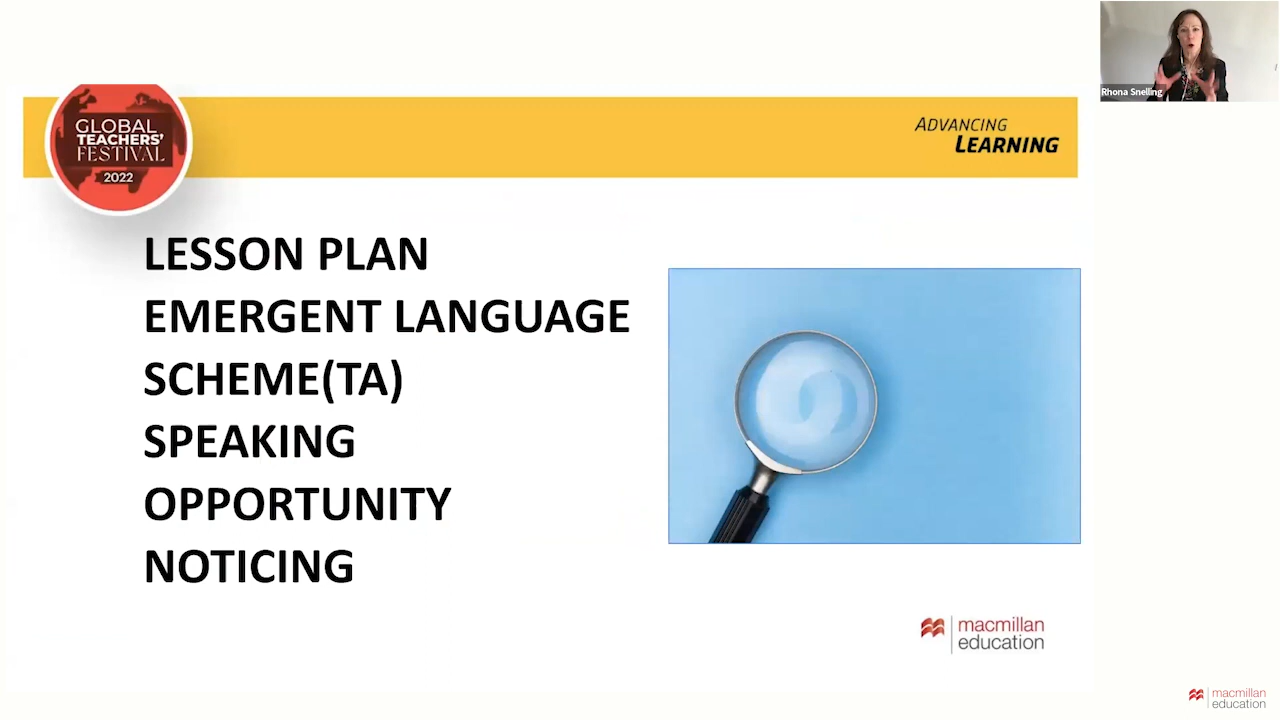 Rhona Snelling
GLOBAL
TEACHERS'
FESTIVAL
2022
ADVANCING
LEARNING
LESSON PLAN
EMERGENT LANGUAGE
SCHEME(TA)
SPEAKING
OPPORTUNITY
NOTICING
macmillan
education
macmillan
education